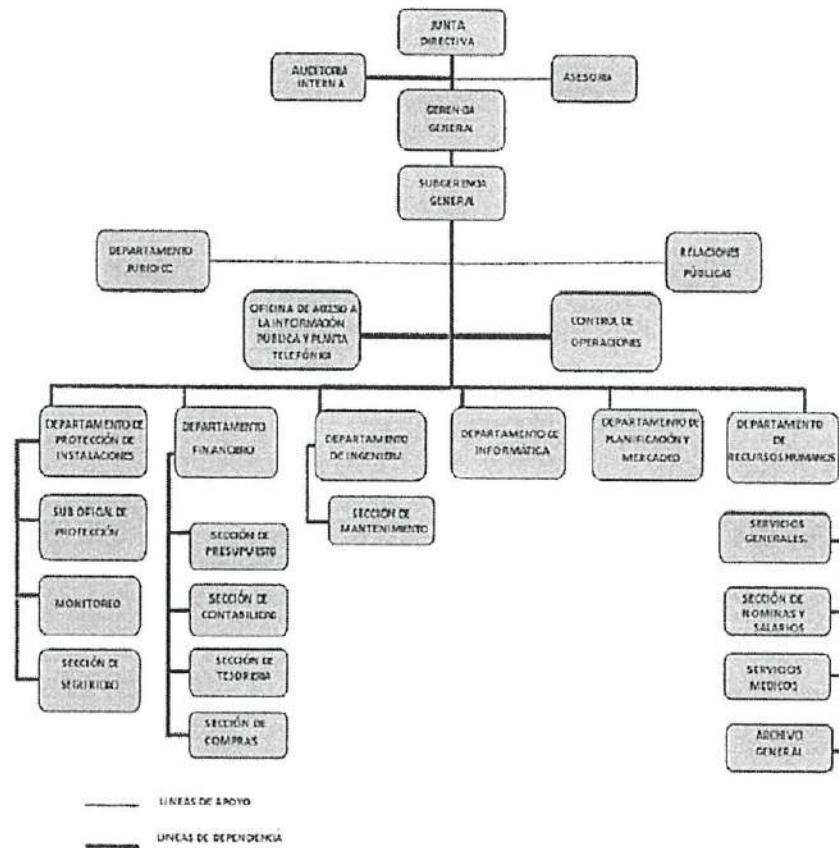 JUNTA
DIRECTIVA
AUDITORIA
INTERNA
ASESORIA
GERENCIA
GENERAL
SUBGERENCIA
GENERAL
DEPARTAMENTO
JURIDICO
RELACIONES
PÚBLICAS
OFICINA DE ACCESO A
LA INFORMACIÓN
PÚBLICA Y PLANTA
TELEFÓNICA
CONTROL DE
OPERACIONES
DEPARTAMENTO DE
PROTECCIÓN DE
INSTALACIONES
DEPARTAMENTO
FINANCIERO
DEPARTAMENTO
DE INGENIERIA
DEPARTAMENTO DE
INFORMÁTICA
DEPARTAMENTO DE
PLANIFICACIÓN Y
MERCADEO
DEPARTAMENTO
DE
RECURSOS HUMANOS
SUB OFICIAL DE
PROTECCIÓN
MONITOREO
SECCIÓN DE
SEGURIDAD
SECCIÓN DE
PRESUPUESTO
SECCIÓN DE
CONTABILIDAD
SECCIÓN DE
TESORERIA
SECCIÓN DE
COMPRAS
SECCIÓN DE
MANTENIMIENTO
SERVICIOS
GENERALES.
SECCIÓN DE
NOMINAS Y
SALARIOS
SERVICIOS
MEDICOS
ARCHIVO
GENERAL
LINEAS DE APOYO
LINEAS DE DEPENDENCIA